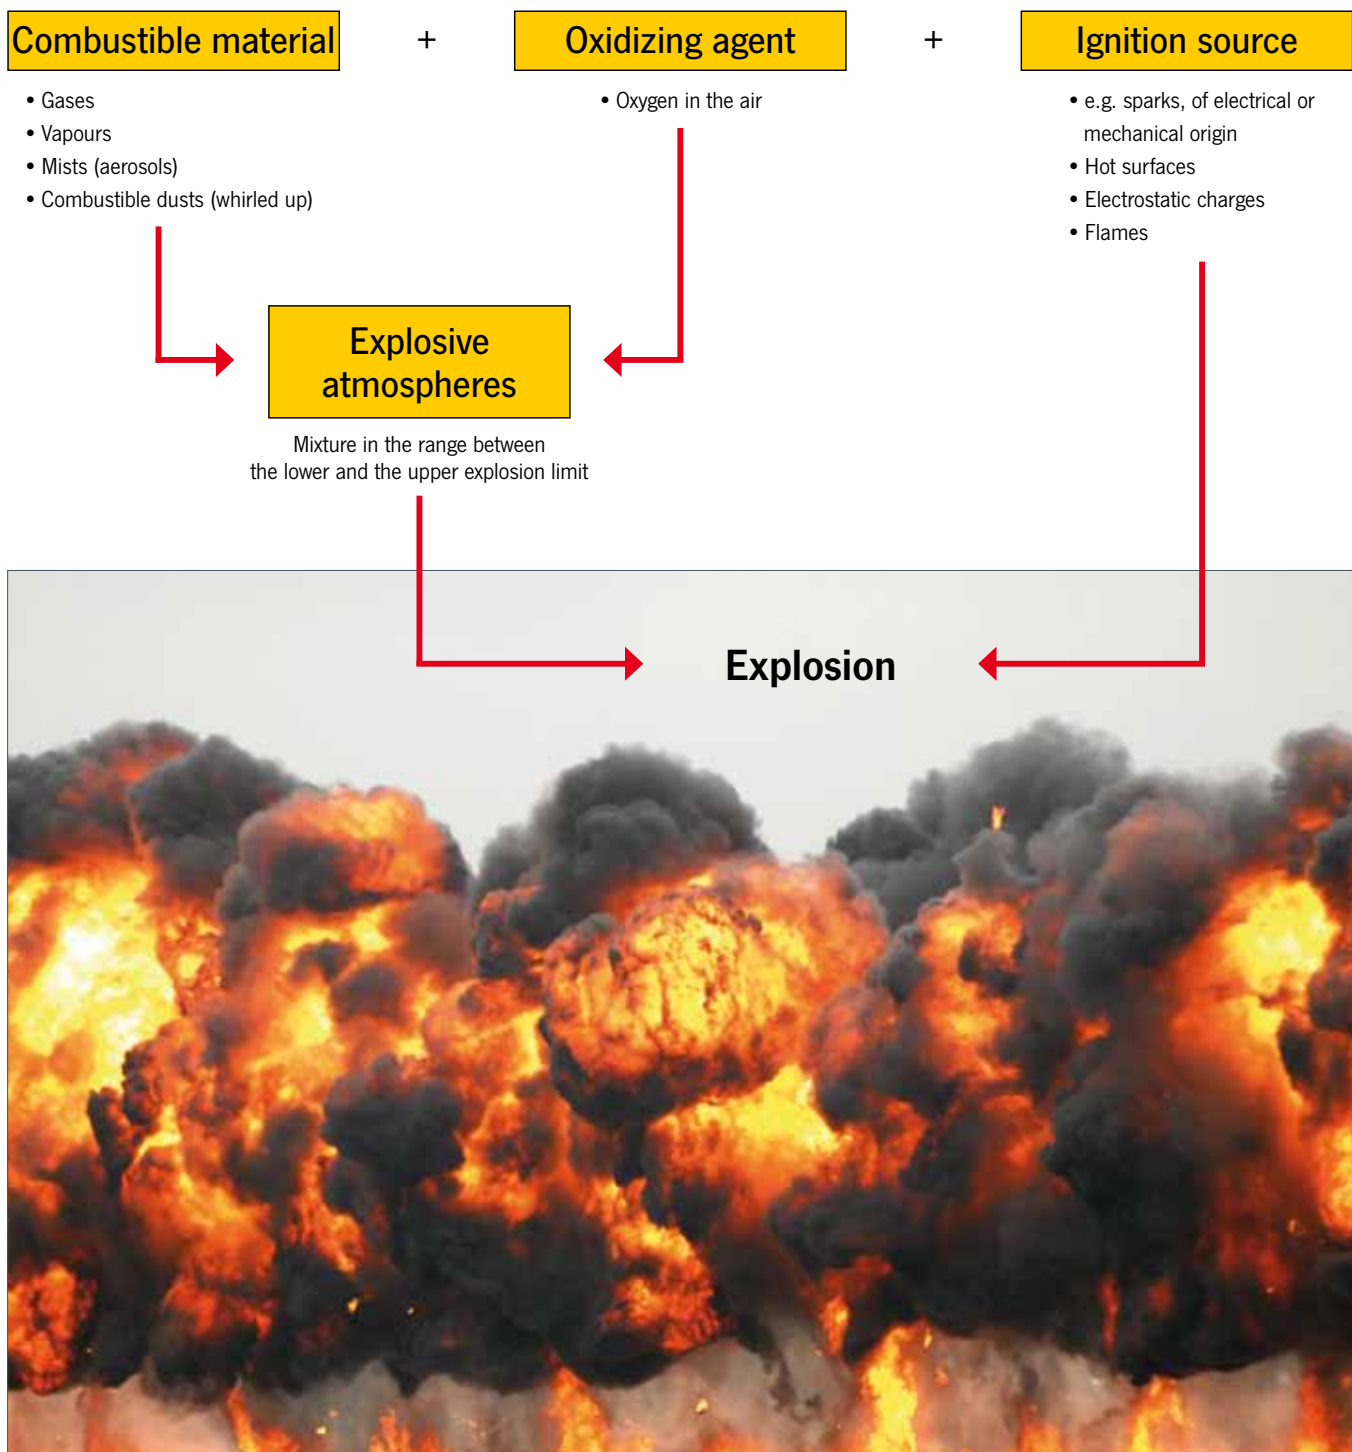 Combustible material + Oxidizing agent + Ignition source
• Gases
• Vapours
• Mists (aerosols)
• Combustible dusts (whirled up)
• Oxygen in the air
• e.g. sparks, of electrical or
mechanical origin
• Hot surfaces
• Electrostatic charges
• Flames
Explosive
atmospheres
Mixture in the range between
the lower and the upper explosion limit
Explosion